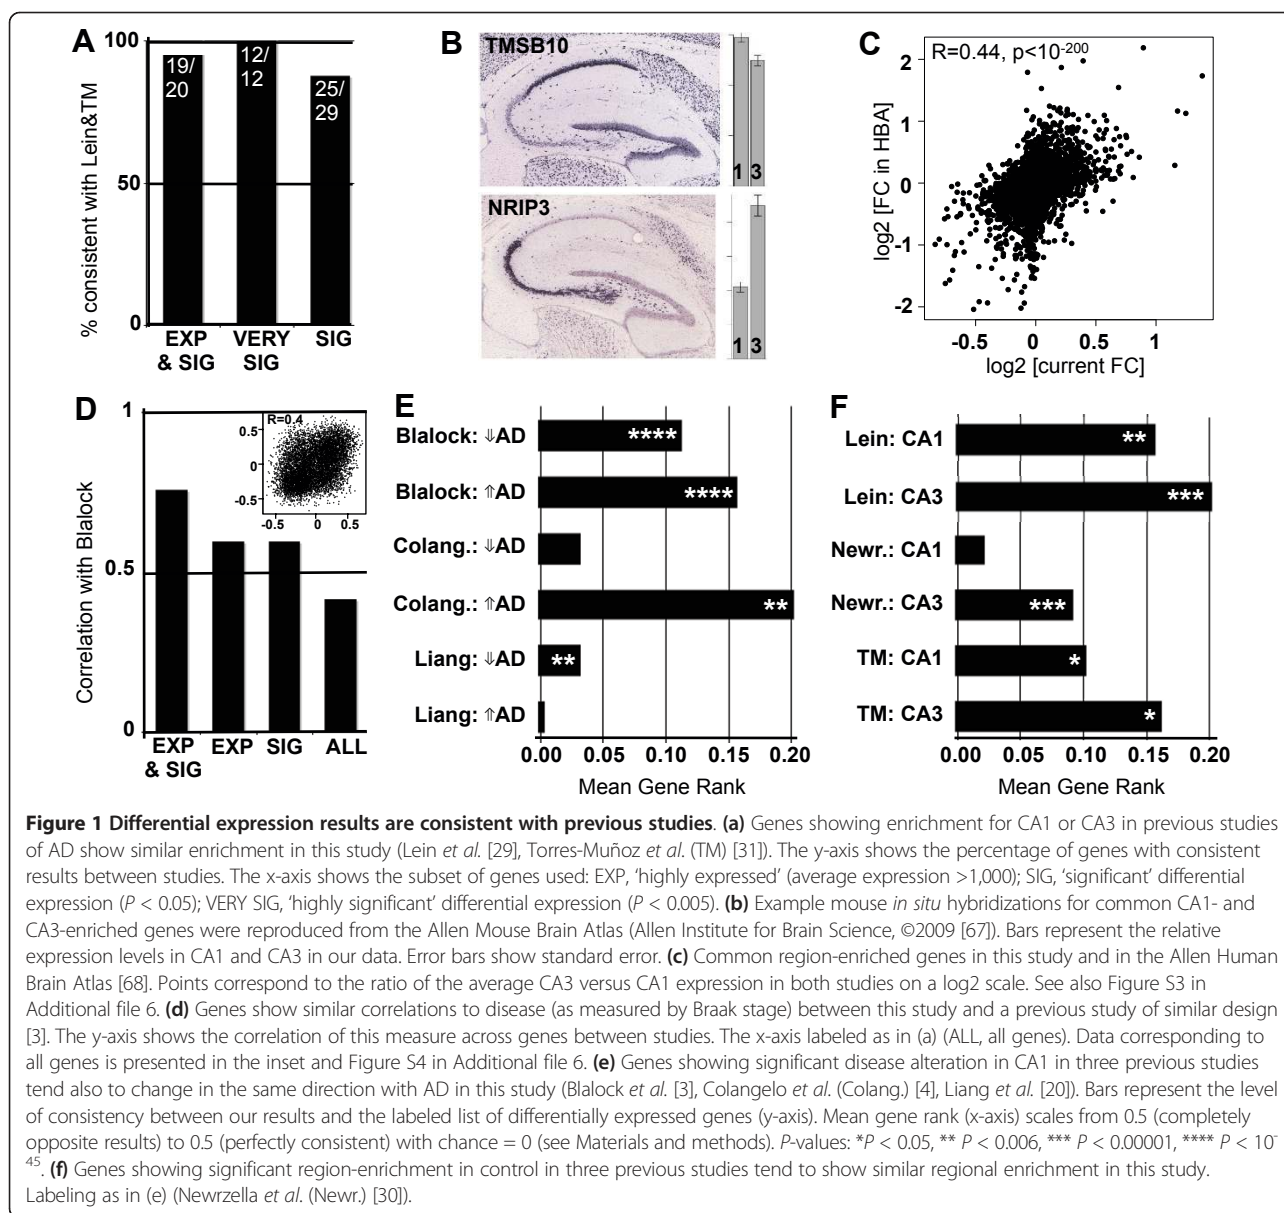 A
100
50
0
% consistent with Lein&TM
19/
20
12/
12
25/
29
EXP
& SIG
VERY
SIG
SIG
B
TMSB10
1 3
NRIP3
1 3
C
R=0.44, p<10-200
2
1
0
-1
-2
log2 [FC in HBA]
-0.5 0 0.5 1
log2 [current FC]
D
1
0.5
0
Correlation with Blalock
R=0.4
0.5
0
-0.5
-0.5 0 0.5
EXP
& SIG
EXP
SIG
ALL
E
Blalock: ⇓AD ****
Blalock: ⇑AD ****
Colang.: ⇓AD
Colang.: ⇑AD **
Liang: ⇓AD **
Liang: ⇑AD
0.00 0.05 0.10 0.15 0.20
Mean Gene Rank
F
Lein: CA1 **
Lein: CA3 ***
Newr.: CA1
Newr.: CA3 ***
TM: CA1 *
TM: CA3 *
0.00 0.05 0.10 0.15 0.20
Mean Gene Rank
Figure 1 Differential expression results are consistent with previous studies. (a) Genes showing enrichment for CA1 or CA3 in previous studies
of AD show similar enrichment in this study (Lein et al. [29], Torres-Muñoz et al. (TM) [31]). The y-axis shows the percentage of genes with consistent
results between studies. The x-axis shows the subset of genes used: EXP, ‘highly expressed’ (average expression >1,000); SIG, ‘significant’ differential
expression (P < 0.05); VERY SIG, ‘highly significant’ differential expression (P < 0.005). (b) Example mouse in situ hybridizations for common CA1- and
CA3-enriched genes were reproduced from the Allen Mouse Brain Atlas (Allen Institute for Brain Science, ©2009 [67]). Bars represent the relative
expression levels in CA1 and CA3 in our data. Error bars show standard error. (c) Common region-enriched genes in this study and in the Allen Human
Brain Atlas [68]. Points correspond to the ratio of the average CA3 versus CA1 expression in both studies on a log2 scale. See also Figure S3 in
Additional file 6. (d) Genes show similar correlations to disease (as measured by Braak stage) between this study and a previous study of similar design
[3]. The y-axis shows the correlation of this measure across genes between studies. The x-axis labeled as in (a) (ALL, all genes). Data corresponding to
all genes is presented in the inset and Figure S4 in Additional file 6. (e) Genes showing significant disease alteration in CA1 in three previous studies
tend also to change in the same direction with AD in this study (Blalock et al. [3], Colangelo et al. (Colang.) [4], Liang et al. [20]). Bars represent the level
of consistency between our results and the labeled list of differentially expressed genes (y-axis). Mean gene rank (x-axis) scales from 0.5 (completely
opposite results) to 0.5 (perfectly consistent) with chance = 0 (see Materials and methods). P-values: *P < 0.05, ** P < 0.006, *** P < 0.00001, **** P < 10-
45. (f) Genes showing significant region-enrichment in control in three previous studies tend to show similar regional enrichment in this study.
Labeling as in (e) (Newrzella et al. (Newr.) [30]).